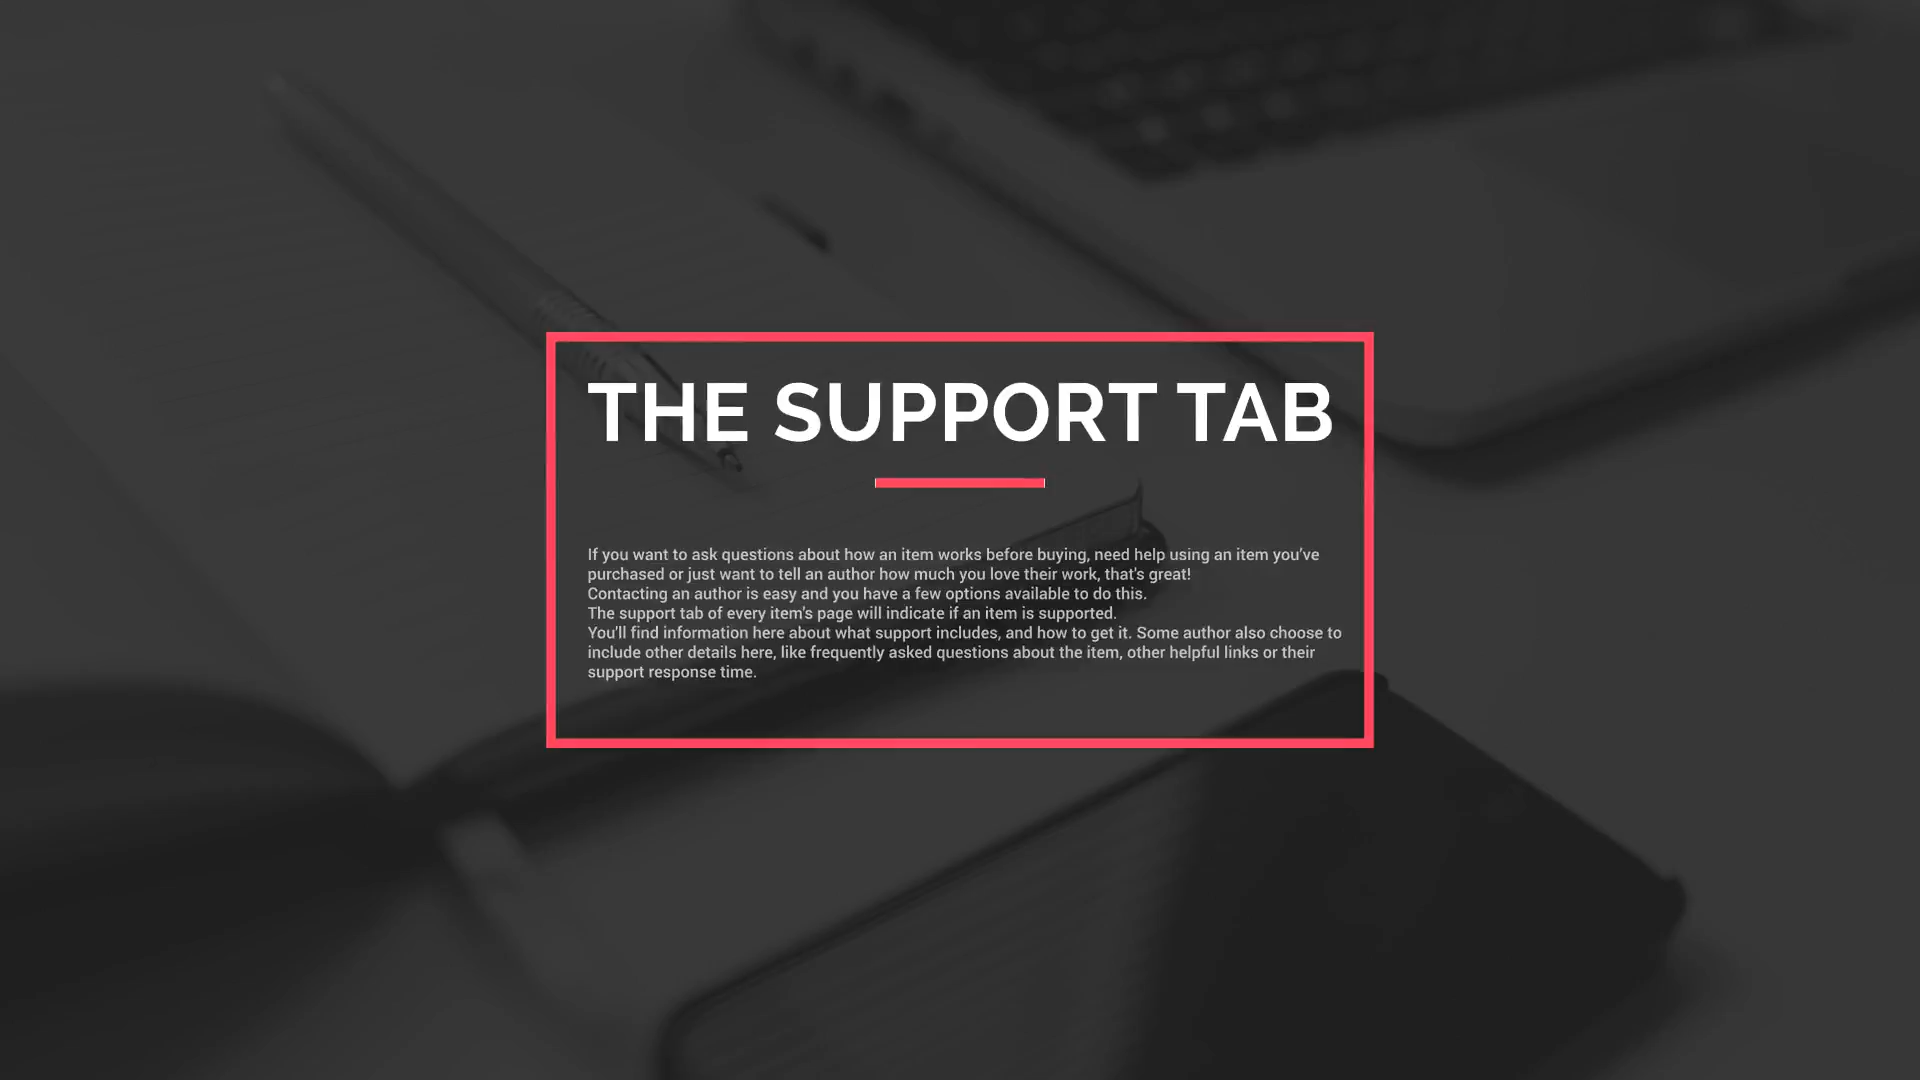 THE SUPPORT TAB
If you want to ask questions about how an item works before buying, need help using an item you've
purchased or just want to tell an author how much you love their work, that's great!
Contacting an author is easy and you have a few options available to do this.
The support tab of every item's page will indicate if an item is supported.
You'll find information here about what support includes, and how to get it. Some author also choose to
include other details here, like frequently asked questions about the item, other helpful links or their
support response time.